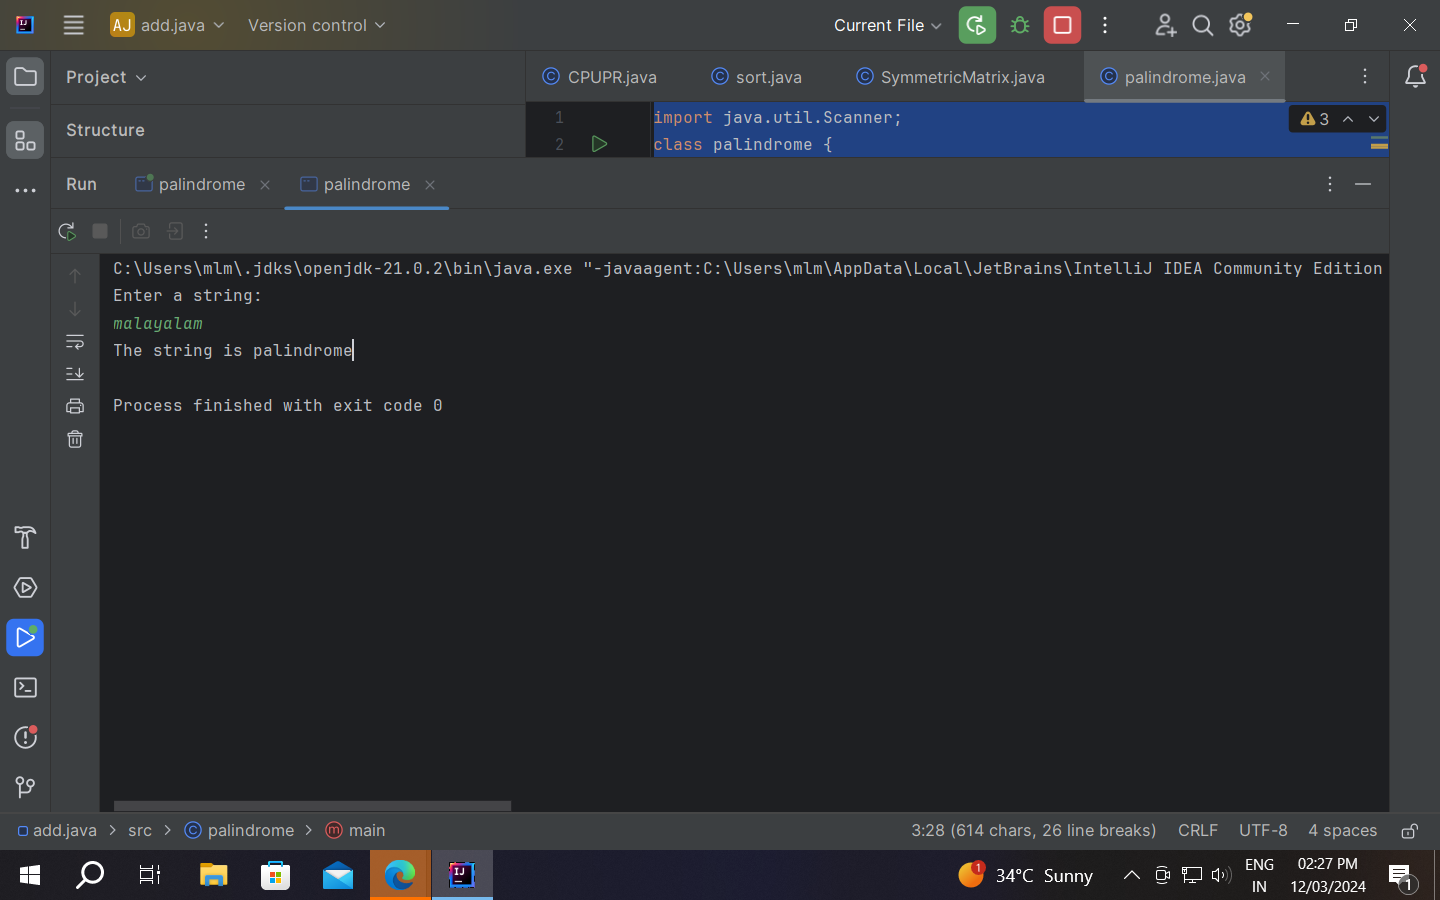 AJ add.java Version control Current File
Project CPUPR.java sort.java SymmetricMatrix.java palindrome.java
Structure
1 import java.util.Scanner; 3
2 class palindrome {
Run palindrome palindrome
C:\Users\mlm\.jdks\openjdk-21.0.2\bin\java.exe "-javaagent:C:\Users\mlm\AppData\Local\JetBrains\IntelliJ IDEA Community Edition
Enter a string:
malayalam
The string is palindrome
Process finished with exit code 0
add.java > src > palindrome > main 3:28 (614 chars, 26 line breaks) CRLF UTF-8 4 spaces
1 34°C Sunny ENG 02:27 PM
IN 12/03/2024 1